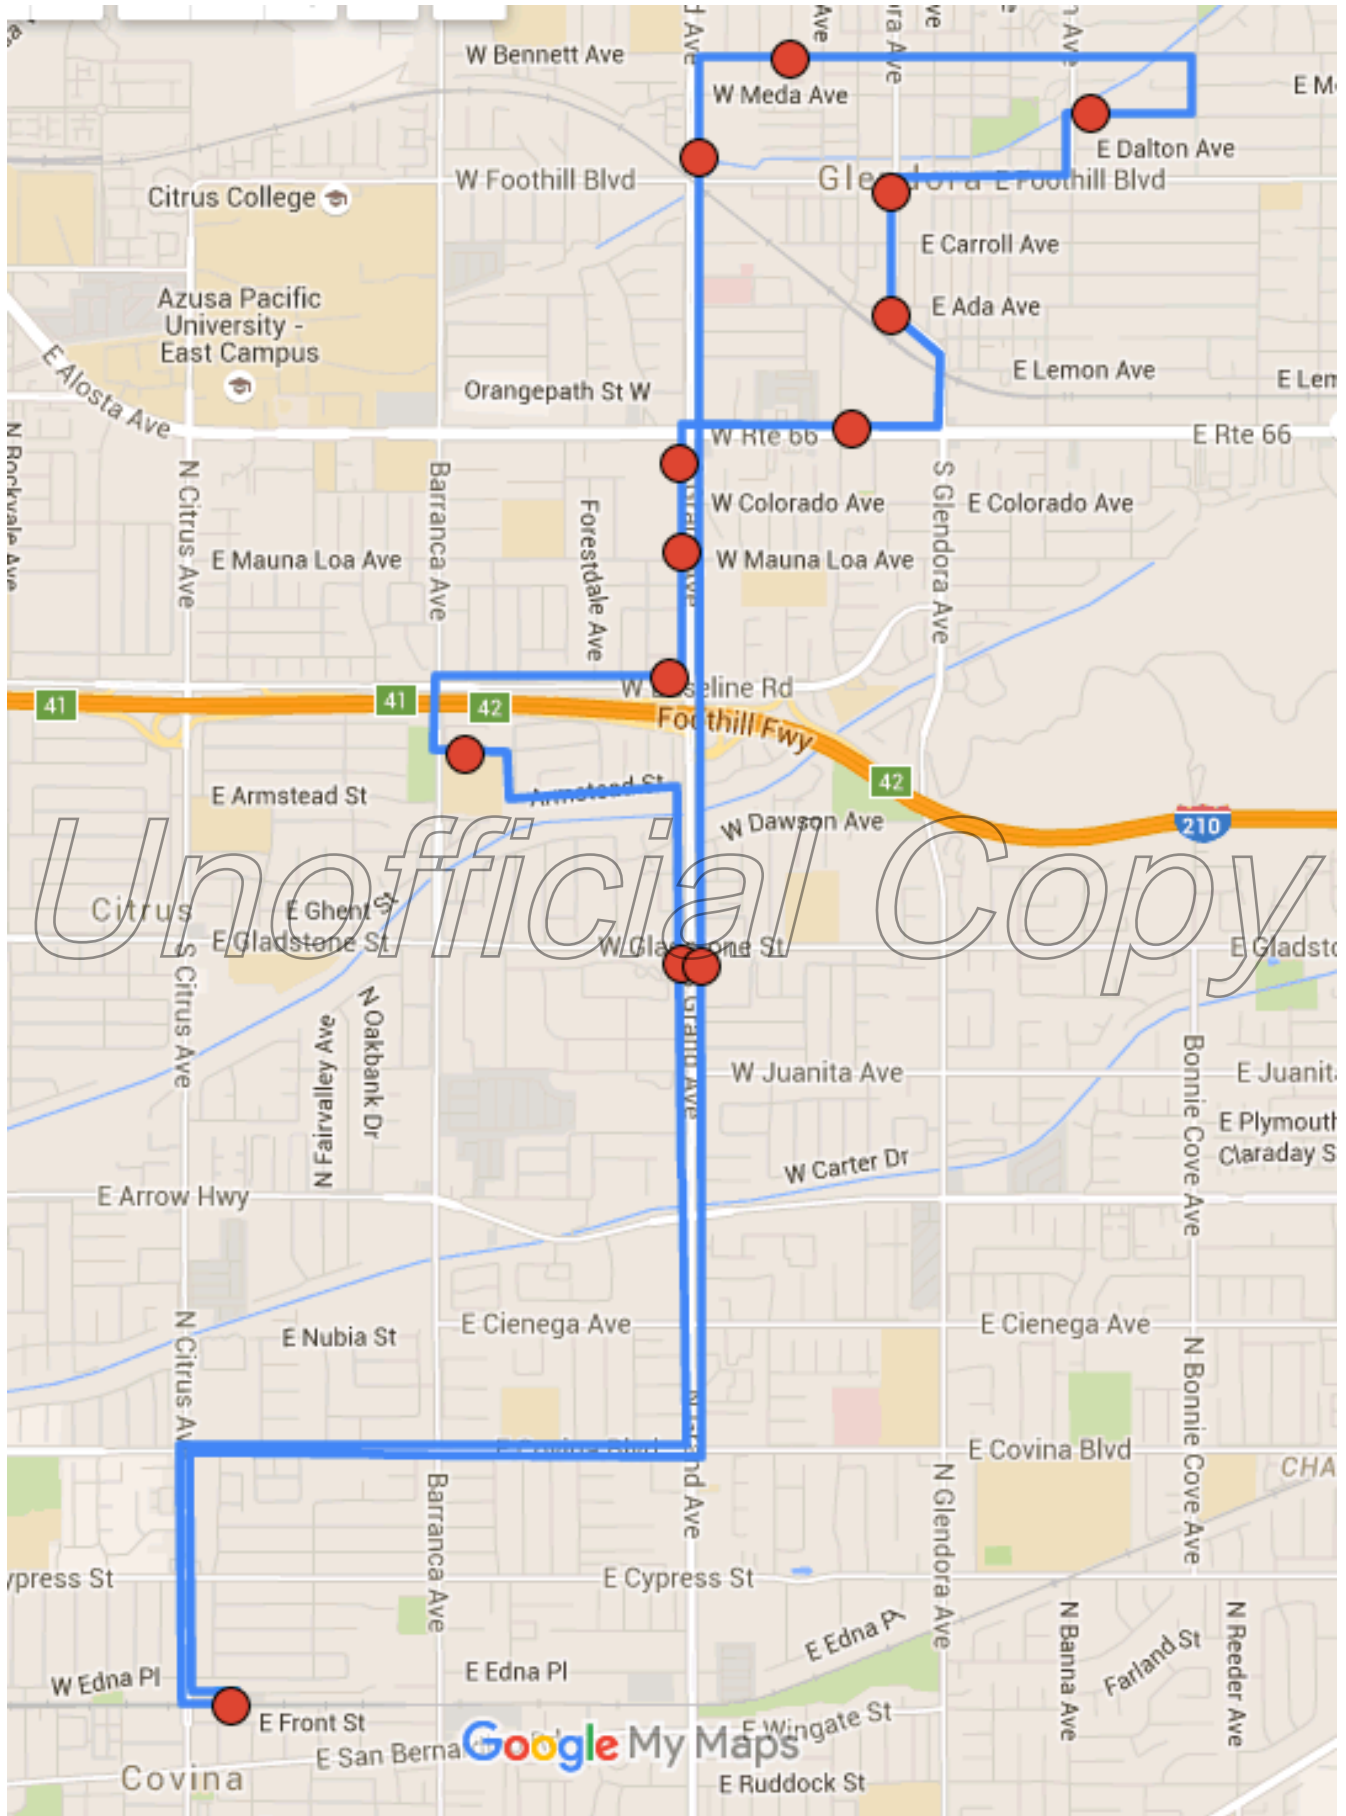 W Bennett Ave
W Meda Ave
E Dalton Ave
W Foothill Blvd
E Foothill Blvd
Citrus College
E Carroll Ave
Azusa Pacific
University -
East Campus
E Ada Ave
E Lemon Ave
E Alosta Ave
Orangepath St W
W Rte 66
E Rte 66
N Rockvale Ave
N Citrus Ave
Barranca Ave
Forestdale Ave
W Colorado Ave
S Glendora Ave
E Colorado Ave
E Mauna Loa Ave
W Mauna Loa Ave
41
41
42
Foothill Fwy
42
210
E Armstead St
Armstead St
W Dawson Ave
Unofficial Copy
Citrus
E Ghent St
E Gladstone St
S Citrus Ave
N Oakbank Dr
N Fairvalley Ave
W Juanita Ave
Bonnie Cove Ave
W Carter Dr
E Arrow Hwy
E Cienega Ave
E Cienega Ave
E Nubia St
N Citrus
N Bonnie Cove Ave
E Covina Blvd
Barranca Ave
N Glendora Ave
E Cypress St
E Edna Pl
W Edna Pl
E Edna Pl
N Banna Ave
Farland St
N Reeder Ave
E Front St
E Wingate St
Google My Maps
Covina
E Ruddock St